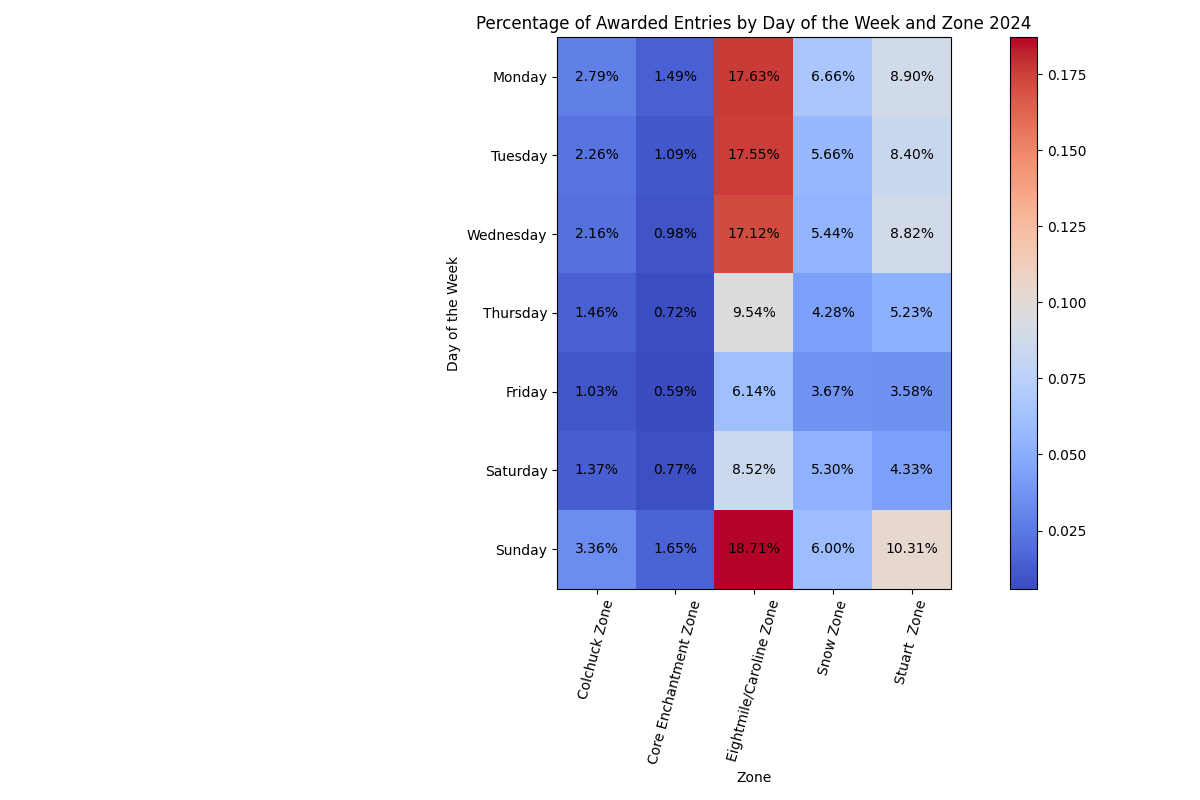 Percentage of Awarded Entries by Day of the Week and Zone 2024
Day of the Week
Monday 2.79% 1.49% 17.63% 6.66% 8.90%
Tuesday 2.26% 1.09% 17.55% 5.66% 8.40%
Wednesday 2.16% 0.98% 17.12% 5.44% 8.82%
Thursday 1.46% 0.72% 9.54% 4.28% 5.23%
Friday 1.03% 0.59% 6.14% 3.67% 3.58%
Saturday 1.37% 0.77% 8.52% 5.30% 4.33%
Sunday 3.36% 1.65% 18.71% 6.00% 10.31%
Colchuck Zone
Core Enchantment Zone
Eightmile/Caroline Zone
Snow Zone
Stuart  Zone
Zone
0.175
0.150
0.125
0.100
0.075
0.050
0.025